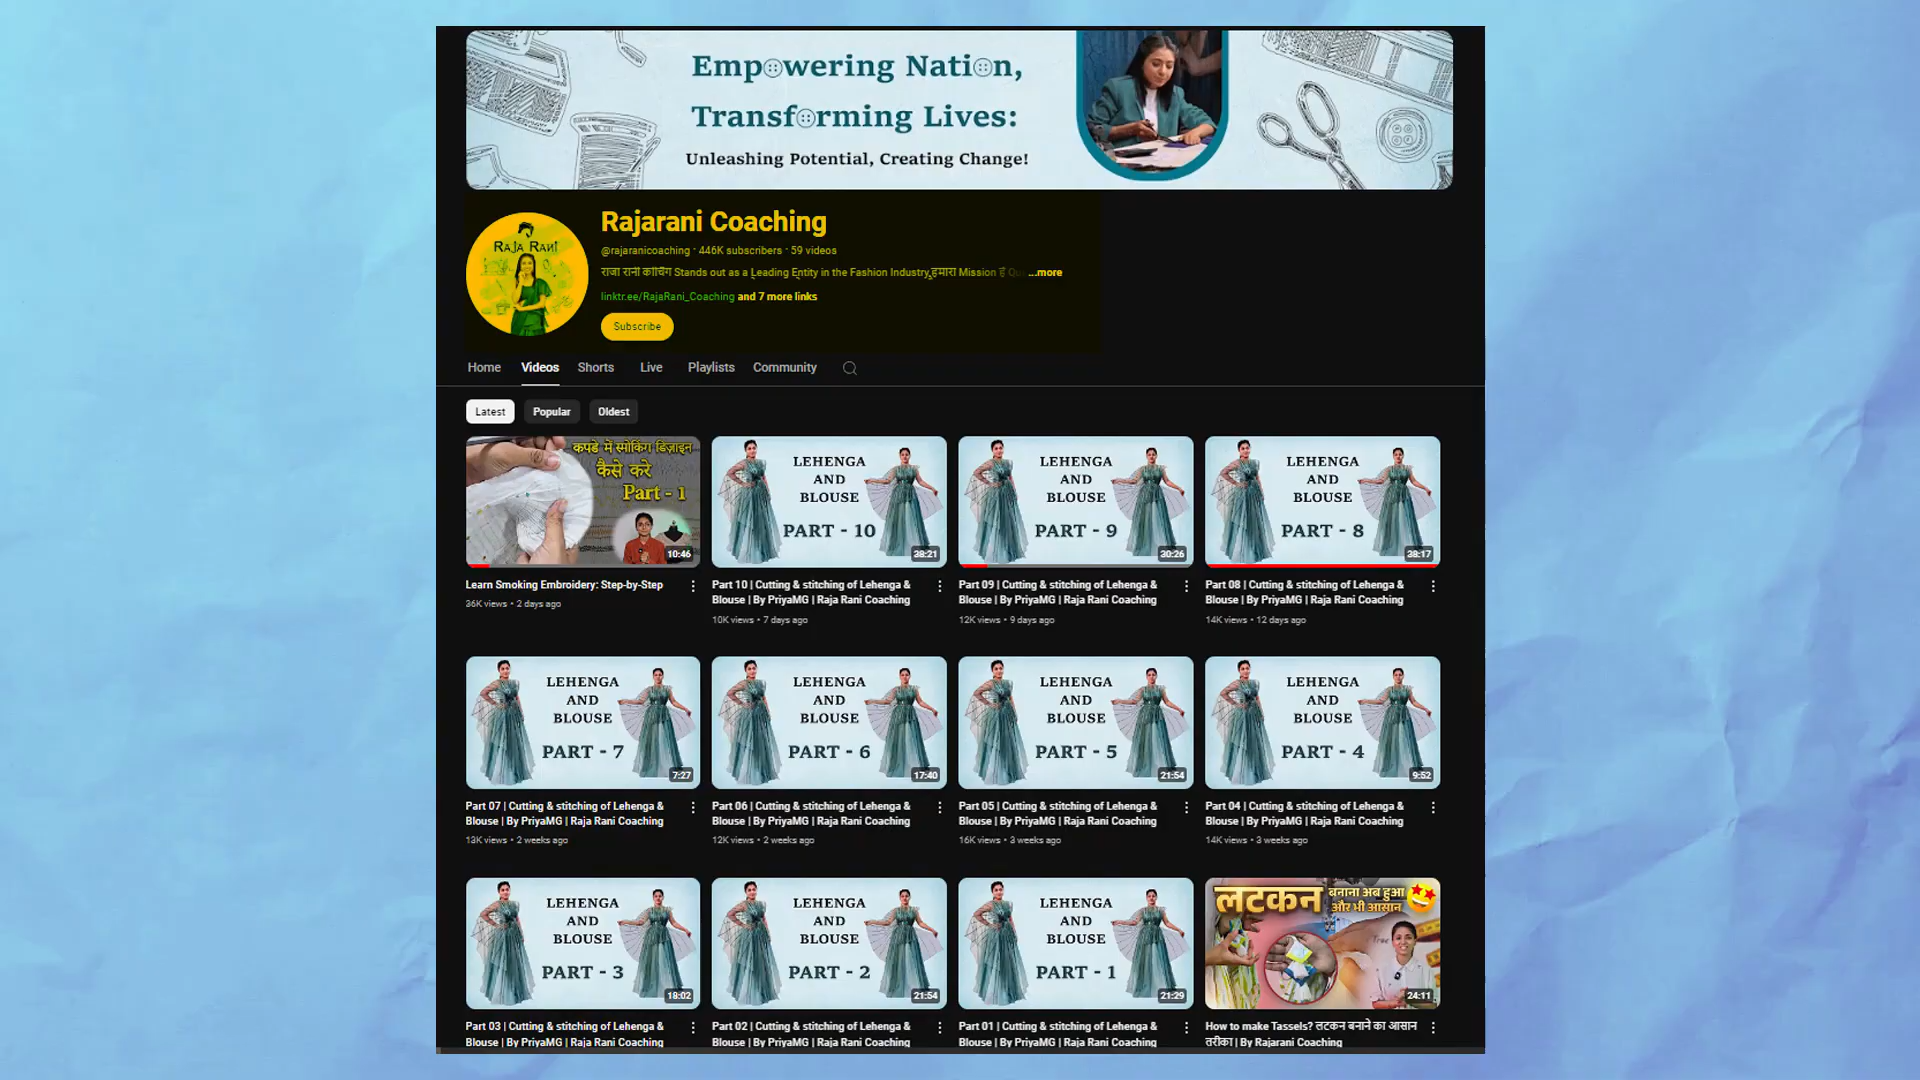 Empowering Nation,
Transforming Lives:
Unleashing Potential, Creating Change!
RAJA RANI
Rajarani Coaching
@rajaranicoaching · 446K subscribers · 59 videos
राजा रानी कोचिंग Stands out as a Leading Entity in the Fashion Industry,हमारा Mission है ...more
linktr.ee/RajaRani_Coaching and 7 more links
Subscribe
Home Videos Shorts Live Playlists Community
Latest Popular Oldest
कपडे में स्मोकिंग डिज़ाइन
कैसे करे
Part - 1
10:46
LEHENGA
AND
BLOUSE
PART - 10
38:21
LEHENGA
AND
BLOUSE
PART - 9
30:26
LEHENGA
AND
BLOUSE
PART - 8
38:17
Learn Smoking Embroidery: Step-by-Step
36K views • 2 days ago
Part 10 | Cutting & stitching of Lehenga &
Blouse | By PriyaMG | Raja Rani Coaching
10K views • 7 days ago
Part 09 | Cutting & stitching of Lehenga &
Blouse | By PriyaMG | Raja Rani Coaching
12K views • 9 days ago
Part 08 | Cutting & stitching of Lehenga &
Blouse | By PriyaMG | Raja Rani Coaching
14K views • 12 days ago
LEHENGA
AND
BLOUSE
PART - 7
7:27
LEHENGA
AND
BLOUSE
PART - 6
17:40
LEHENGA
AND
BLOUSE
PART - 5
21:54
LEHENGA
AND
BLOUSE
PART - 4
9:52
Part 07 | Cutting & stitching of Lehenga &
Blouse | By PriyaMG | Raja Rani Coaching
13K views • 2 weeks ago
Part 06 | Cutting & stitching of Lehenga &
Blouse | By PriyaMG | Raja Rani Coaching
12K views • 2 weeks ago
Part 05 | Cutting & stitching of Lehenga &
Blouse | By PriyaMG | Raja Rani Coaching
16K views • 3 weeks ago
Part 04 | Cutting & stitching of Lehenga &
Blouse | By PriyaMG | Raja Rani Coaching
14K views • 3 weeks ago
LEHENGA
AND
BLOUSE
PART - 3
18:02
LEHENGA
AND
BLOUSE
PART - 2
21:54
LEHENGA
AND
BLOUSE
PART - 1
21:29
लटकन बनाना अब हुआ
और भी आसान
24:11
Part 03 | Cutting & stitching of Lehenga &
Blouse | By PriyaMG | Raja Rani Coaching
Part 02 | Cutting & stitching of Lehenga &
Blouse | By PriyaMG | Raja Rani Coaching
Part 01 | Cutting & stitching of Lehenga &
Blouse | By PriyaMG | Raja Rani Coaching
How to make Tassels? लटकन बनाने का आसान
तरीका | By Rajarani Coaching